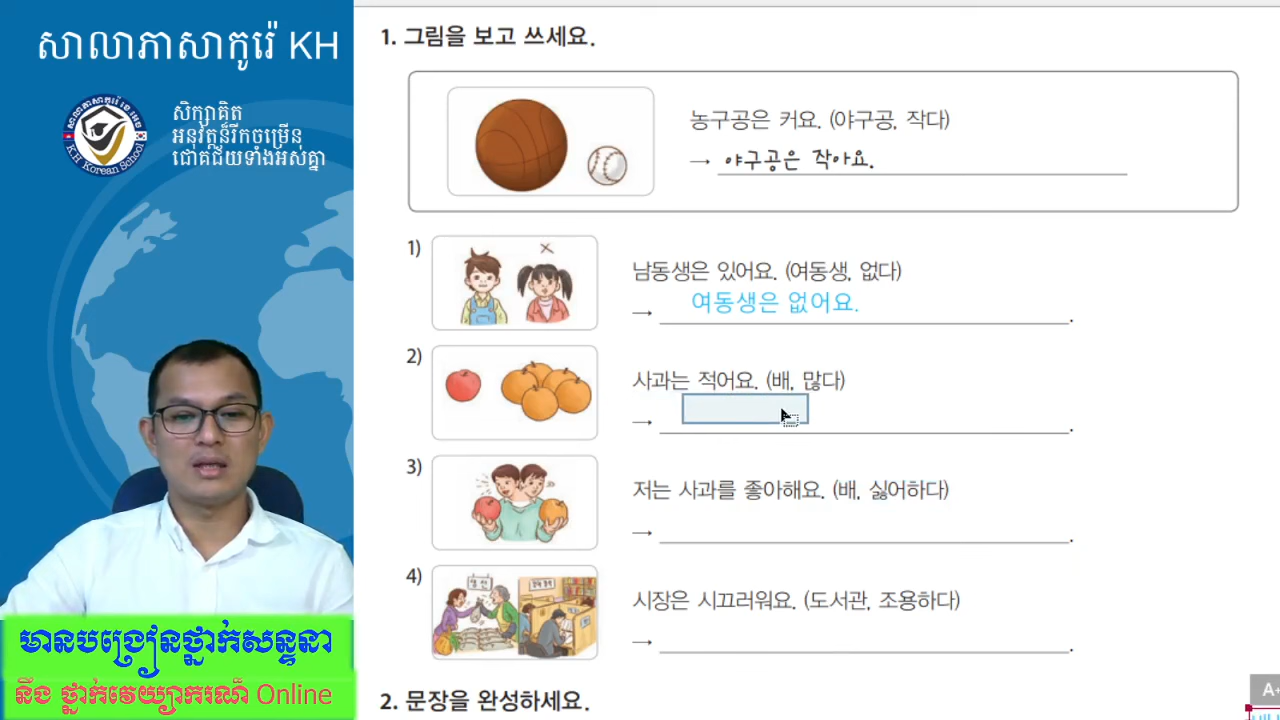 សាលាភាសាកូរ៉េ KH
សិក្សាគិត
អនុវត្តន៍រីកចម្រើន
ជោគជ័យទាំងអស់គ្នា
K.H Korean School
មានបង្រៀនថ្នាក់សន្ទនា
និង ថ្នាក់វេយ្យាករណ៍ Online
1. 그림을 보고 쓰세요.
농구공은 커요. (야구공, 작다)
→ 야구공은 작아요.
1)
남동생은 있어요. (여동생, 없다)
→ 여동생은 없어요.
2)
사과는 적어요. (배, 많다)
→ .
3)
저는 사과를 좋아해요. (배, 싫어하다)
→ .
4)
시장은 시끄러워요. (도서관, 조용하다)
→ .
2. 문장을 완성하세요.